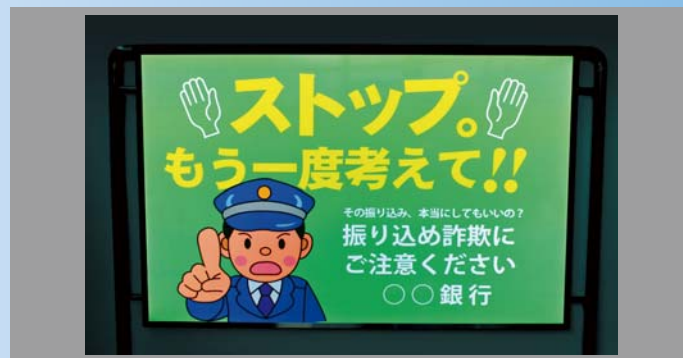 ストップ。
もう一度考えて!!
その振り込み、本当にしてもいいの?
振り込め詐欺に
ご注意ください
○○銀行